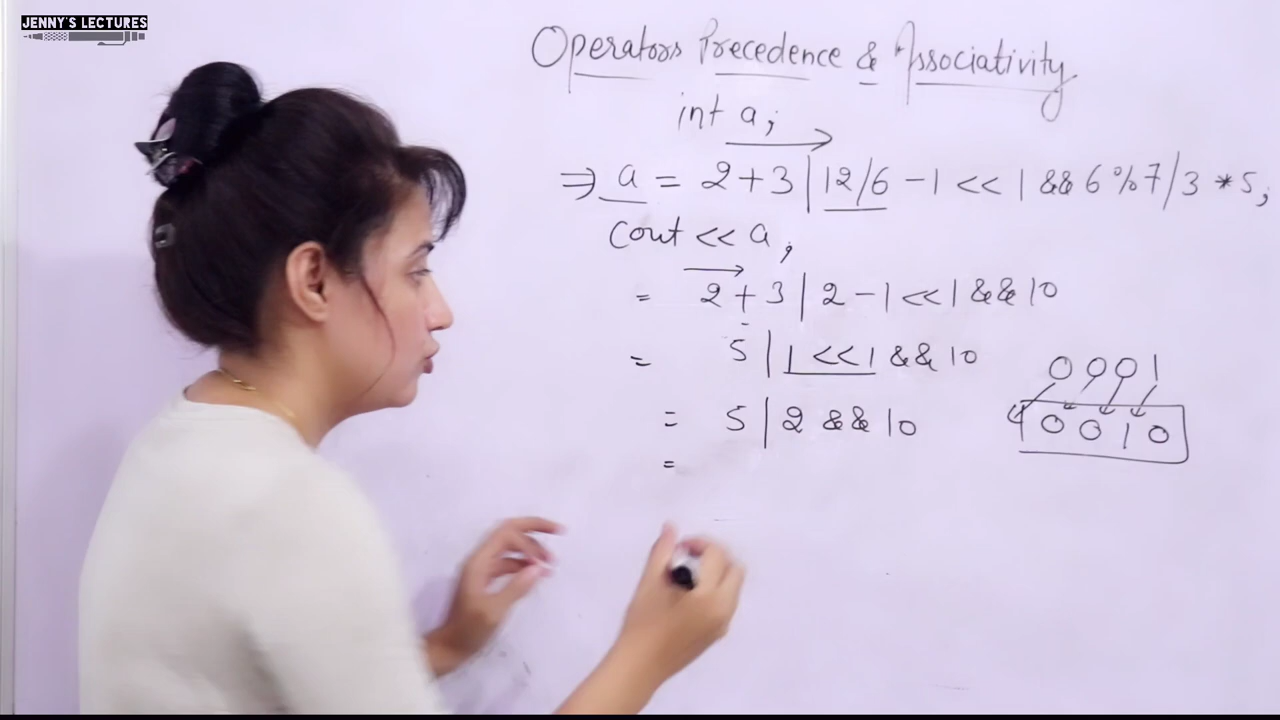 JENNY'S LECTURES
Operators Precedence & Associativity
int a;
⇒ a = 2+3 | 12/6 -1 << 1 && 6%7/3 *5;
cout << a;
= 2+3 | 2-1 << 1 && 10
= 5 | 1 << 1 && 10
0001
= 5 | 2 && 10
0010
=